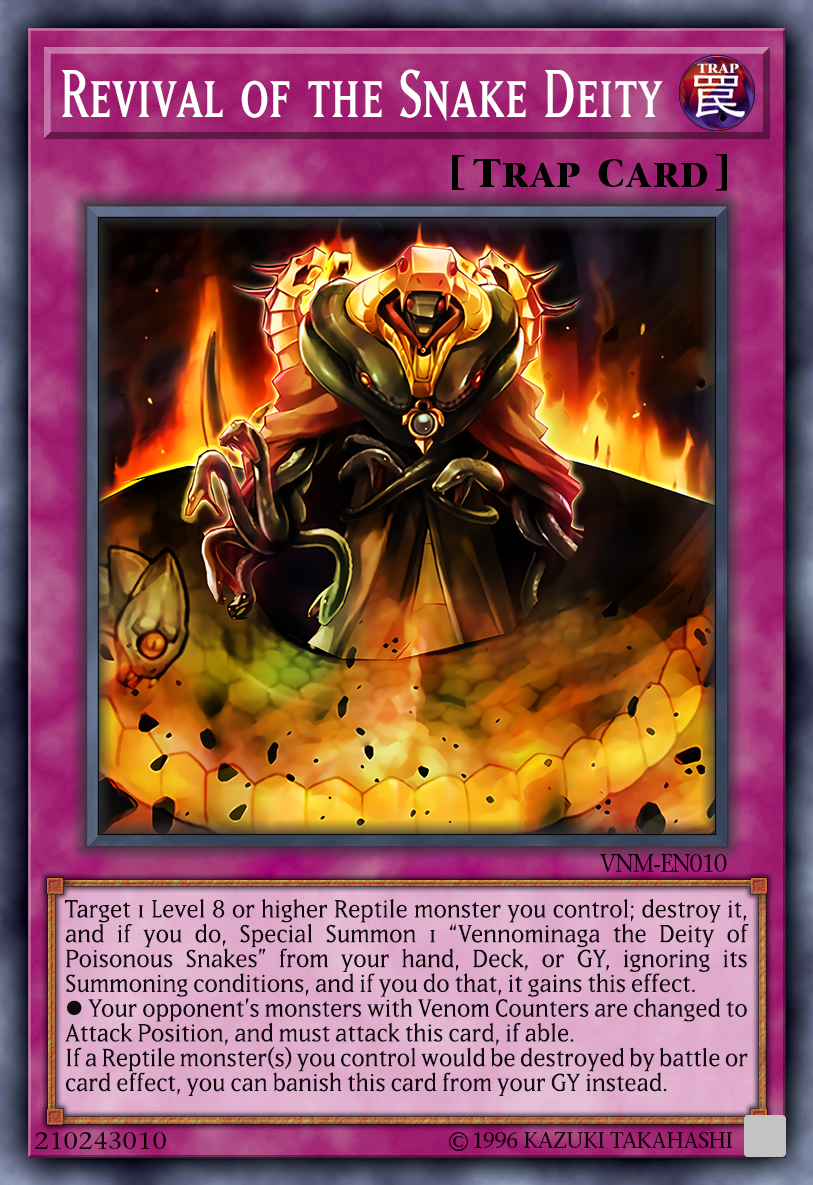 Revival of the Snake Deity
TRAP
罠
[Trap Card]
VNM-EN010
Target 1 Level 8 or higher Reptile monster you control; destroy it,
and if you do, Special Summon 1 “Vennominaga the Deity of
Poisonous Snakes” from your hand, Deck, or GY, ignoring its
Summoning conditions, and if you do that, it gains this effect.
● Your opponent's monsters with Venom Counters are changed to
Attack Position, and must attack this card, if able.
If a Reptile monster(s) you control would be destroyed by battle or
card effect, you can banish this card from your GY instead.
210243010
© 1996 KAZUKI TAKAHASHI